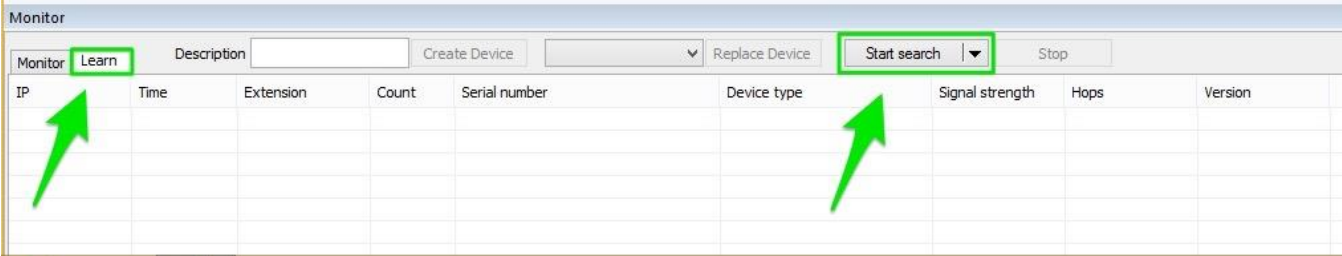 Monitor
Monitor Learn Description Create Device Replace Device Start search Stop
IP Time Extension Count Serial number Device type Signal strength Hops Version